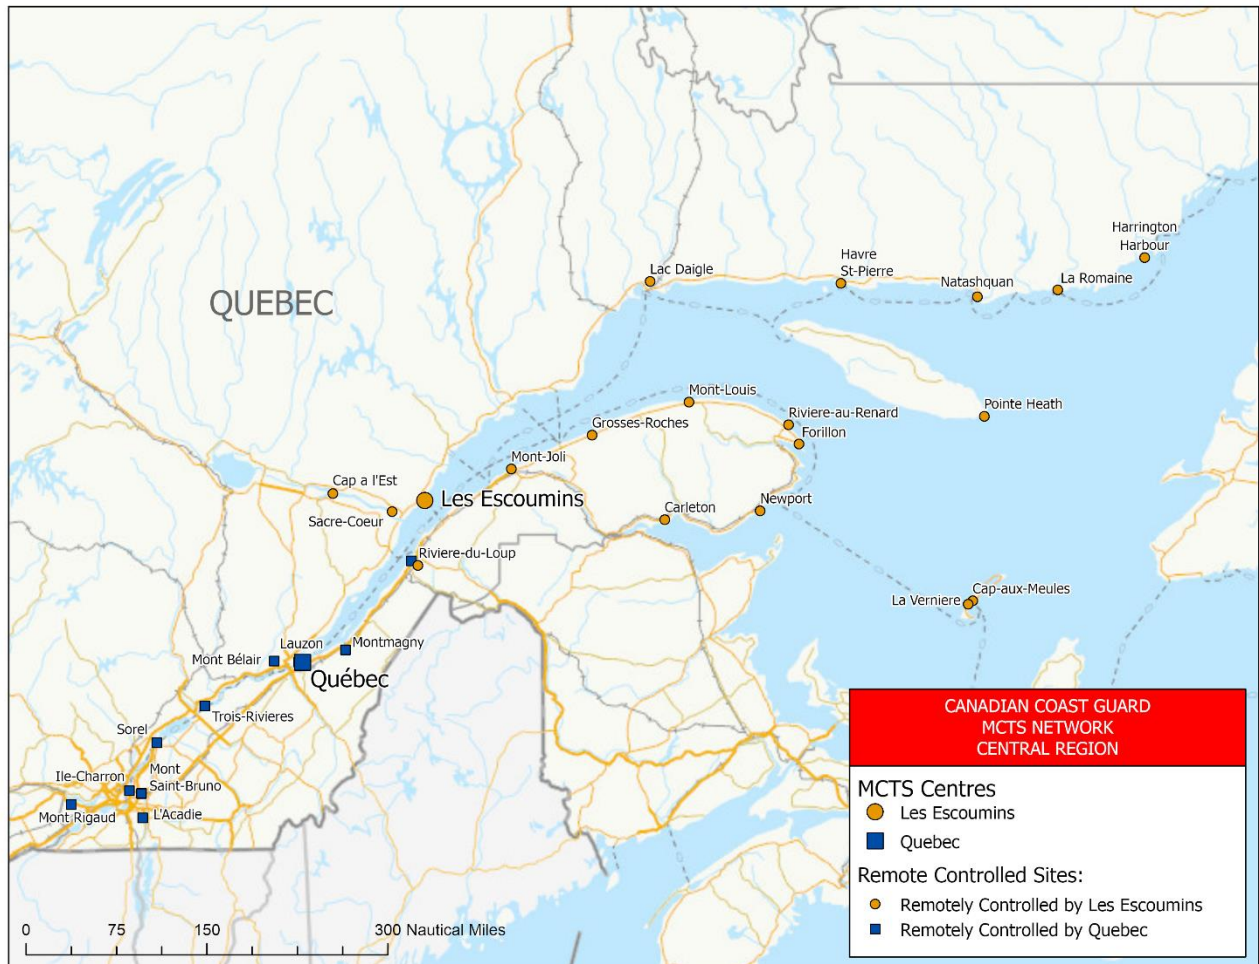 Harrington
Harbour
Lac Daigle
Havre
St-Pierre
La Romaine
Natashquan
QUEBEC
Mont-Louis
Pointe Heath
Riviere-au-Renard
Grosses-Roches
Forillon
Mont-Joli
Cap a l'Est
Les Escoumins
Newport
Carleton
Sacre-Coeur
Riviere-du-Loup
Cap-aux-Meules
La Verniere
Lauzon
Montmagny
Mont Bélair
Québec
Trois-Rivieres
Sorel
Mont
Saint-Bruno
Ile-Charron
Mont Rigaud
L'Acadie
CANADIAN COAST GUARD
MCTS NETWORK
CENTRAL REGION
MCTS Centres
Les Escoumins
Quebec
Remote Controlled Sites:
Remotely Controlled by Les Escoumins
Remotely Controlled by Quebec
0 75 150 300 Nautical Miles